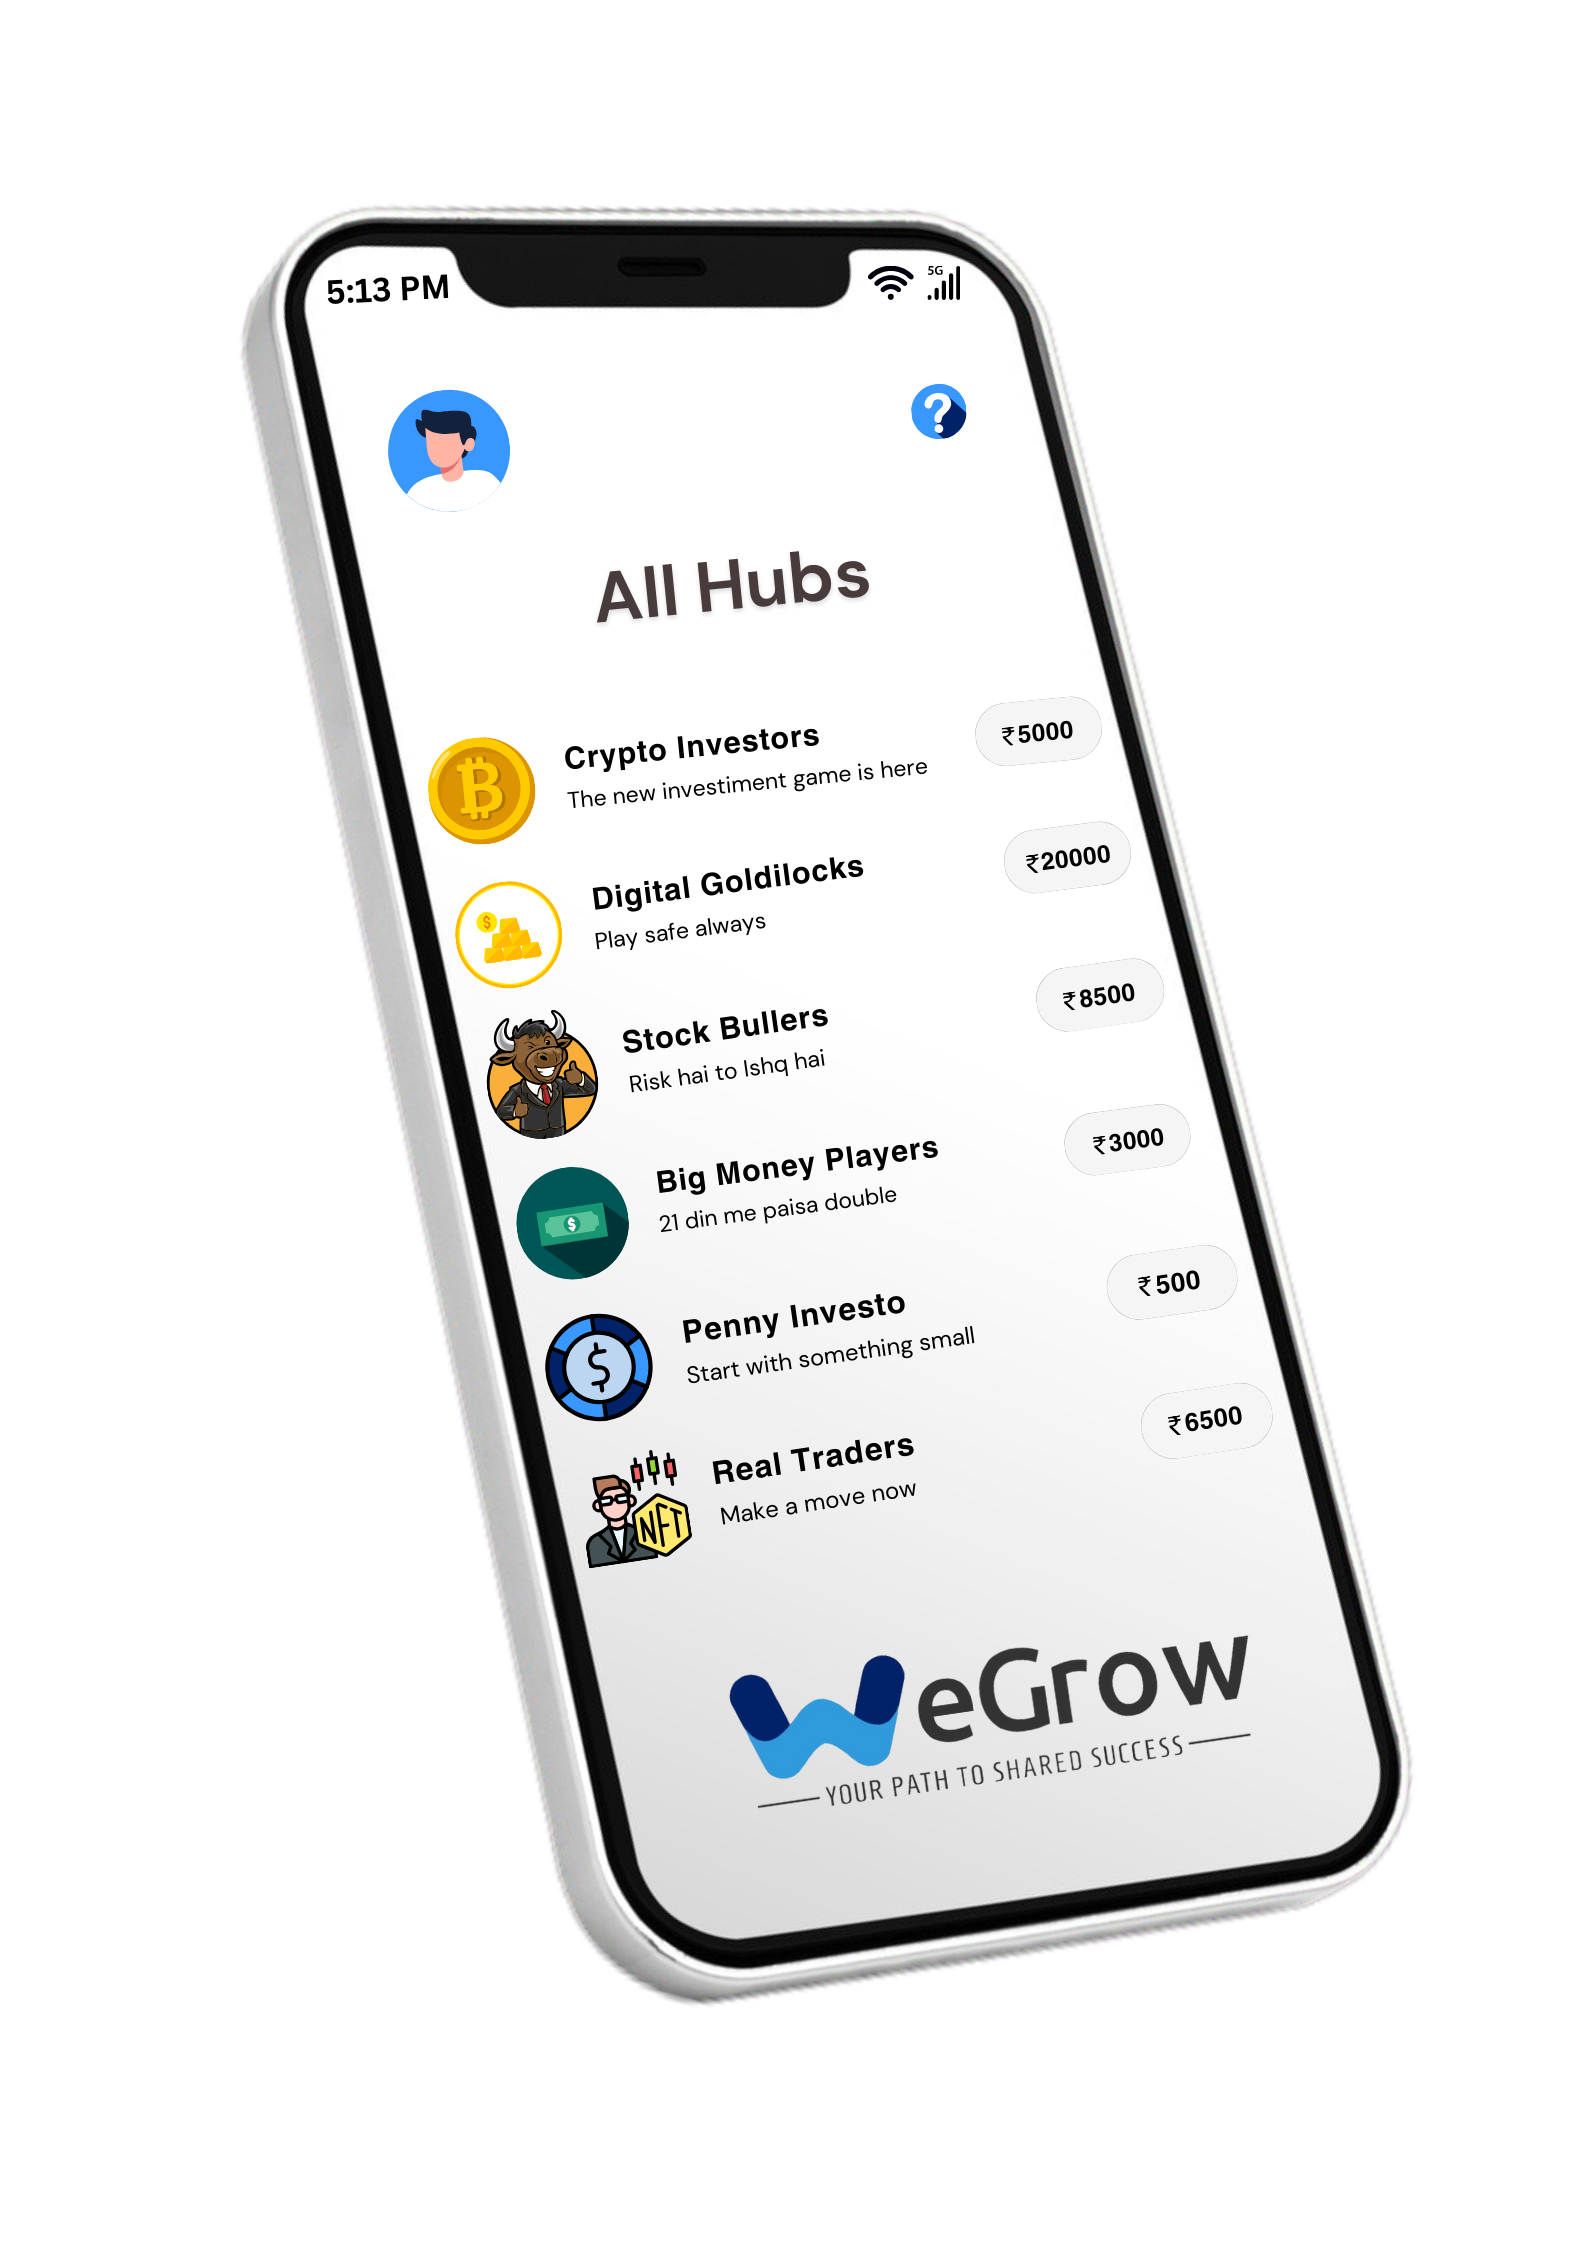 5:13 PM
5G
?
All Hubs
Crypto Investors
₹5000
The new investiment game is here
Digital Goldilocks
₹20000
Play safe always
Stock Bullers
₹8500
Risk hai to Ishq hai
Big Money Players
₹3000
21 din me paisa double
Penny Investo
₹500
Start with something small
Real Traders
₹6500
Make a move now
NFT
WeGrow
YOUR PATH TO SHARED SUCCESS